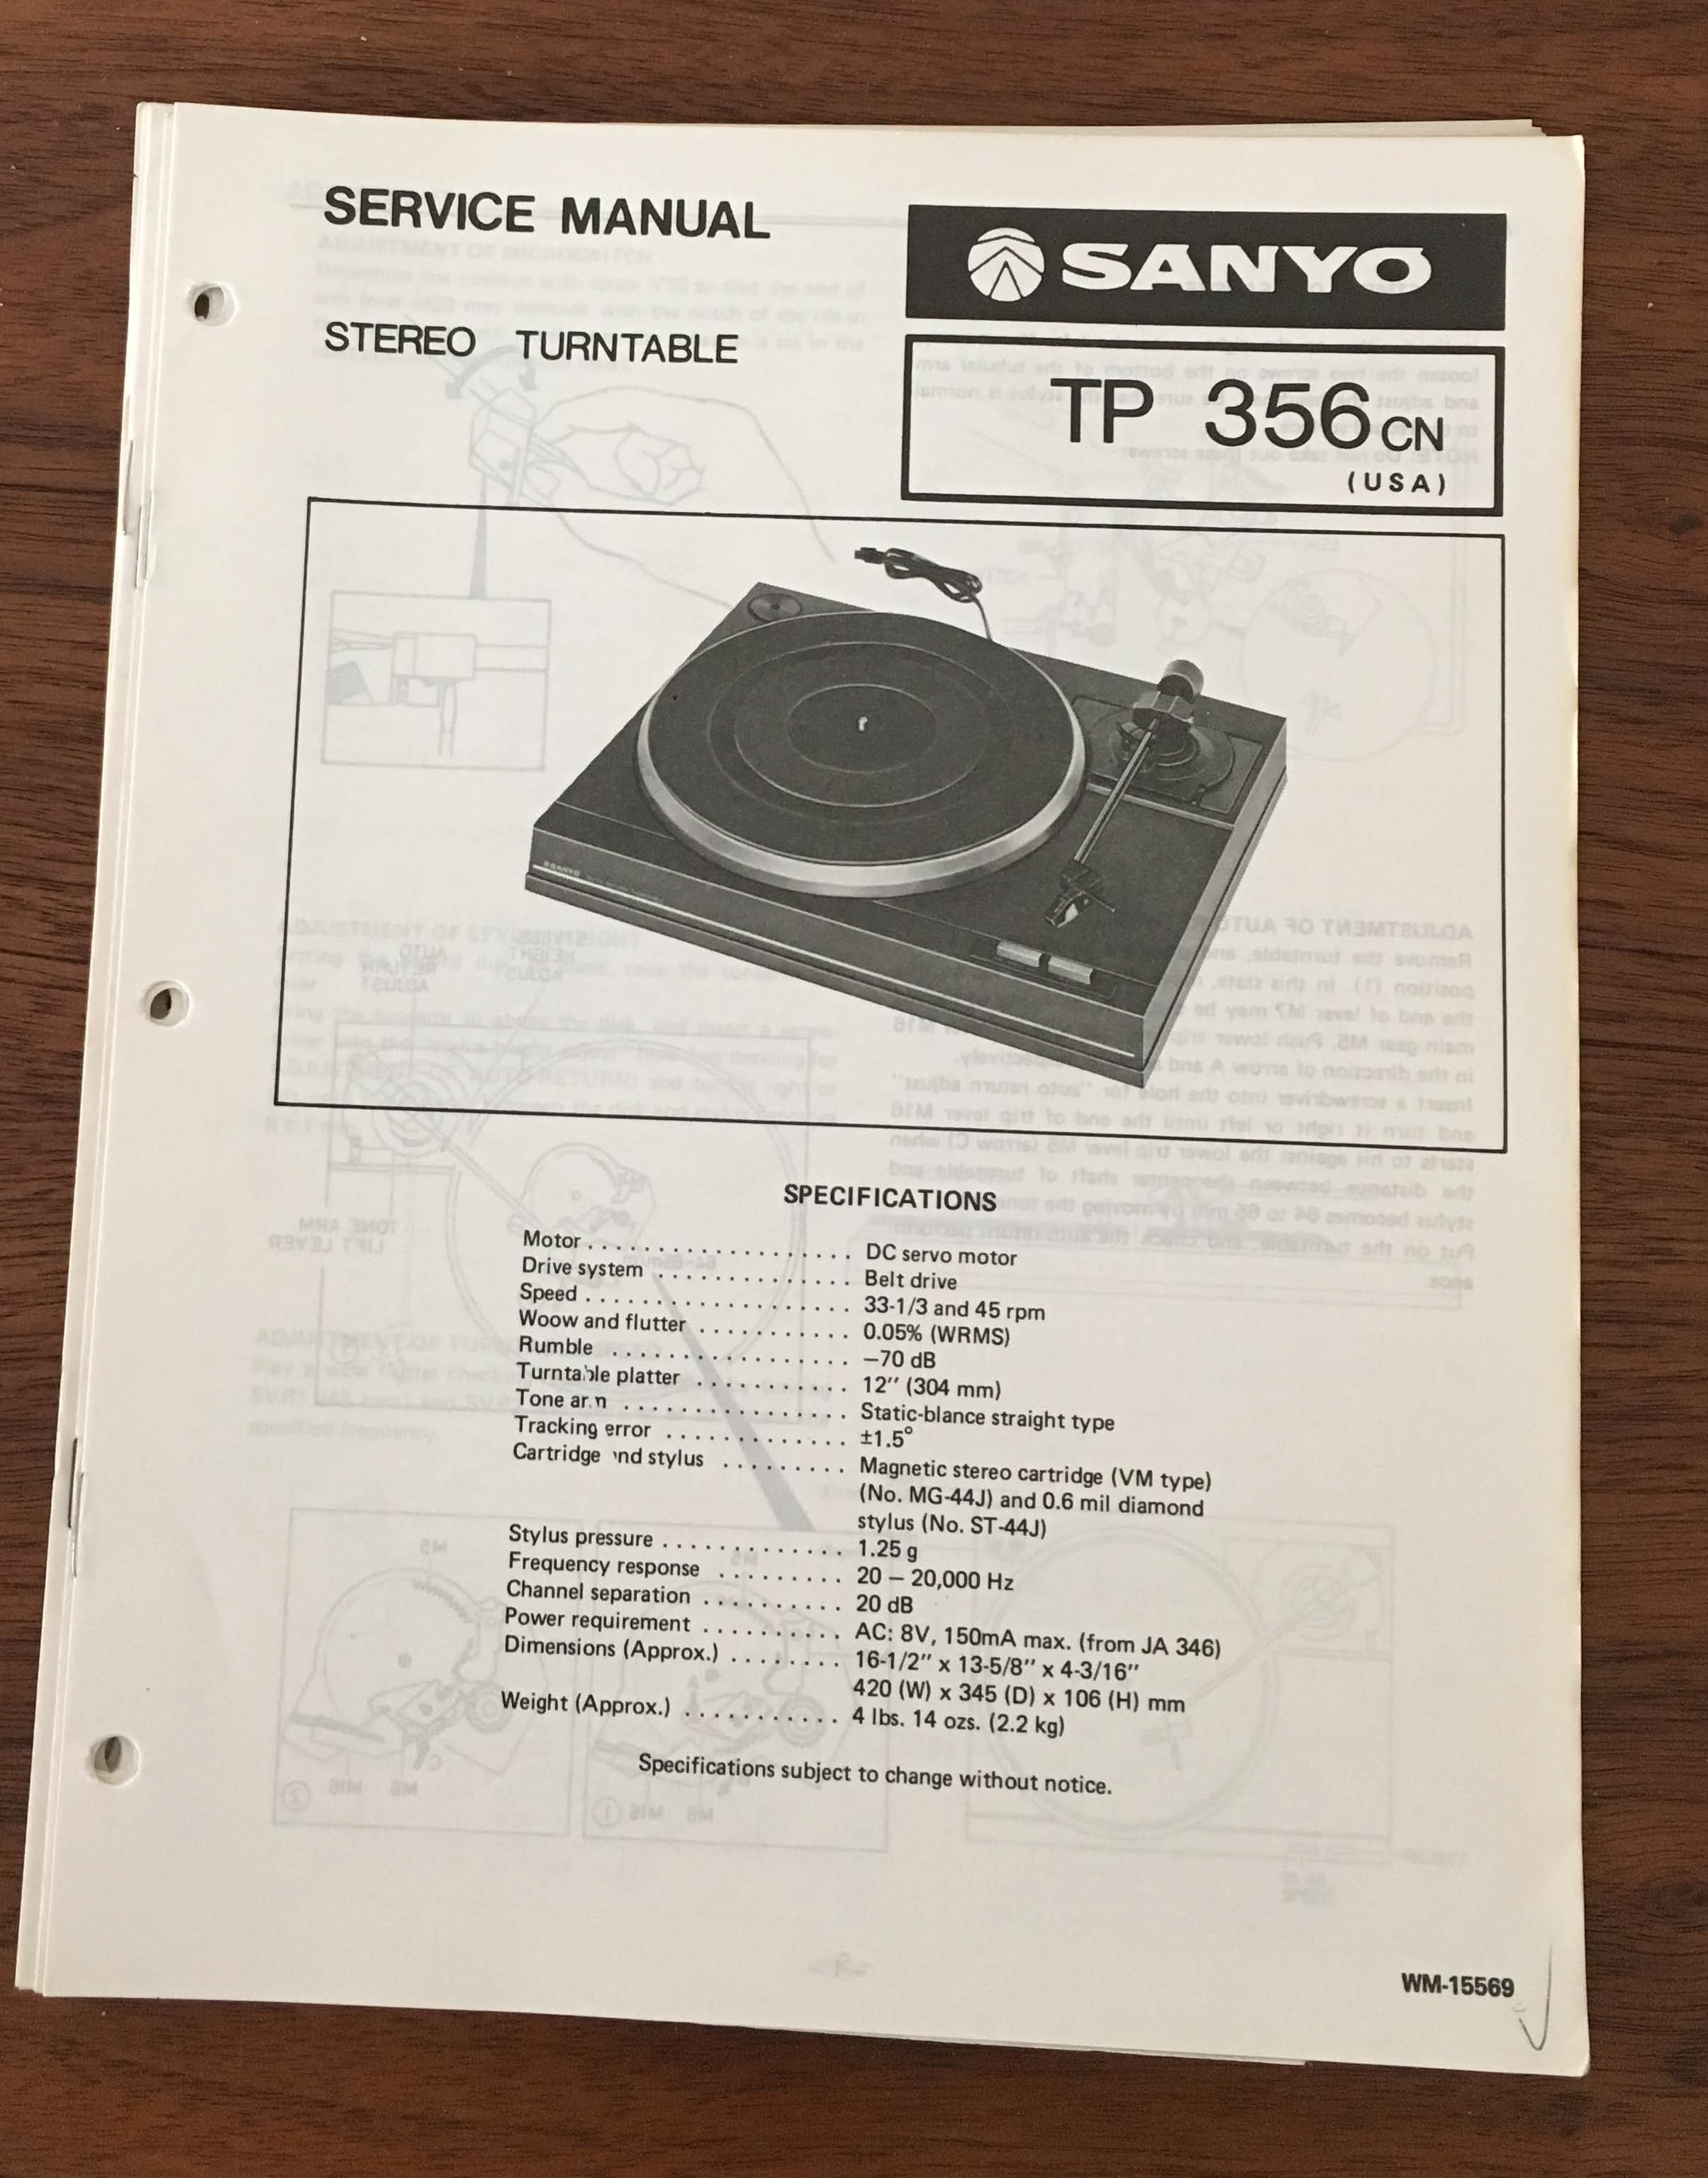 SERVICE MANUAL
SANYO
STEREO TURNTABLE
TP 356CN
(USA)
SANYO
SPECIFICATIONS
Motor . . . . . . . . . . . . . . . . . . . DC servo motor
Drive system . . . . . . . . . . . . . . Belt drive
Speed . . . . . . . . . . . . . . . . . . . 33-1/3 and 45 rpm
Woow and flutter . . . . . . . . . . . 0.05% (WRMS)
Rumble . . . . . . . . . . . . . . . . . −70 dB
Turntable platter . . . . . . . . . . . 12" (304 mm)
Tone arm . . . . . . . . . . . . . . . . Static-blance straight type
Tracking error . . . . . . . . . . . . . ±1.5°
Cartridge and stylus . . . . . . . . . Magnetic stereo cartridge (VM type)
(No. MG-44J) and 0.6 mil diamond
stylus (No. ST-44J)
Stylus pressure . . . . . . . . . . . . . 1.25 g
Frequency response . . . . . . . . . 20 – 20,000 Hz
Channel separation . . . . . . . . . . 20 dB
Power requirement . . . . . . . . . . AC: 8V, 150mA max. (from JA 346)
Dimensions (Approx.) . . . . . . . . 16-1/2" x 13-5/8" x 4-3/16"
420 (W) x 345 (D) x 106 (H) mm
Weight (Approx.) . . . . . . . . . . . 4 lbs. 14 ozs. (2.2 kg)
Specifications subject to change without notice.
WM-15569